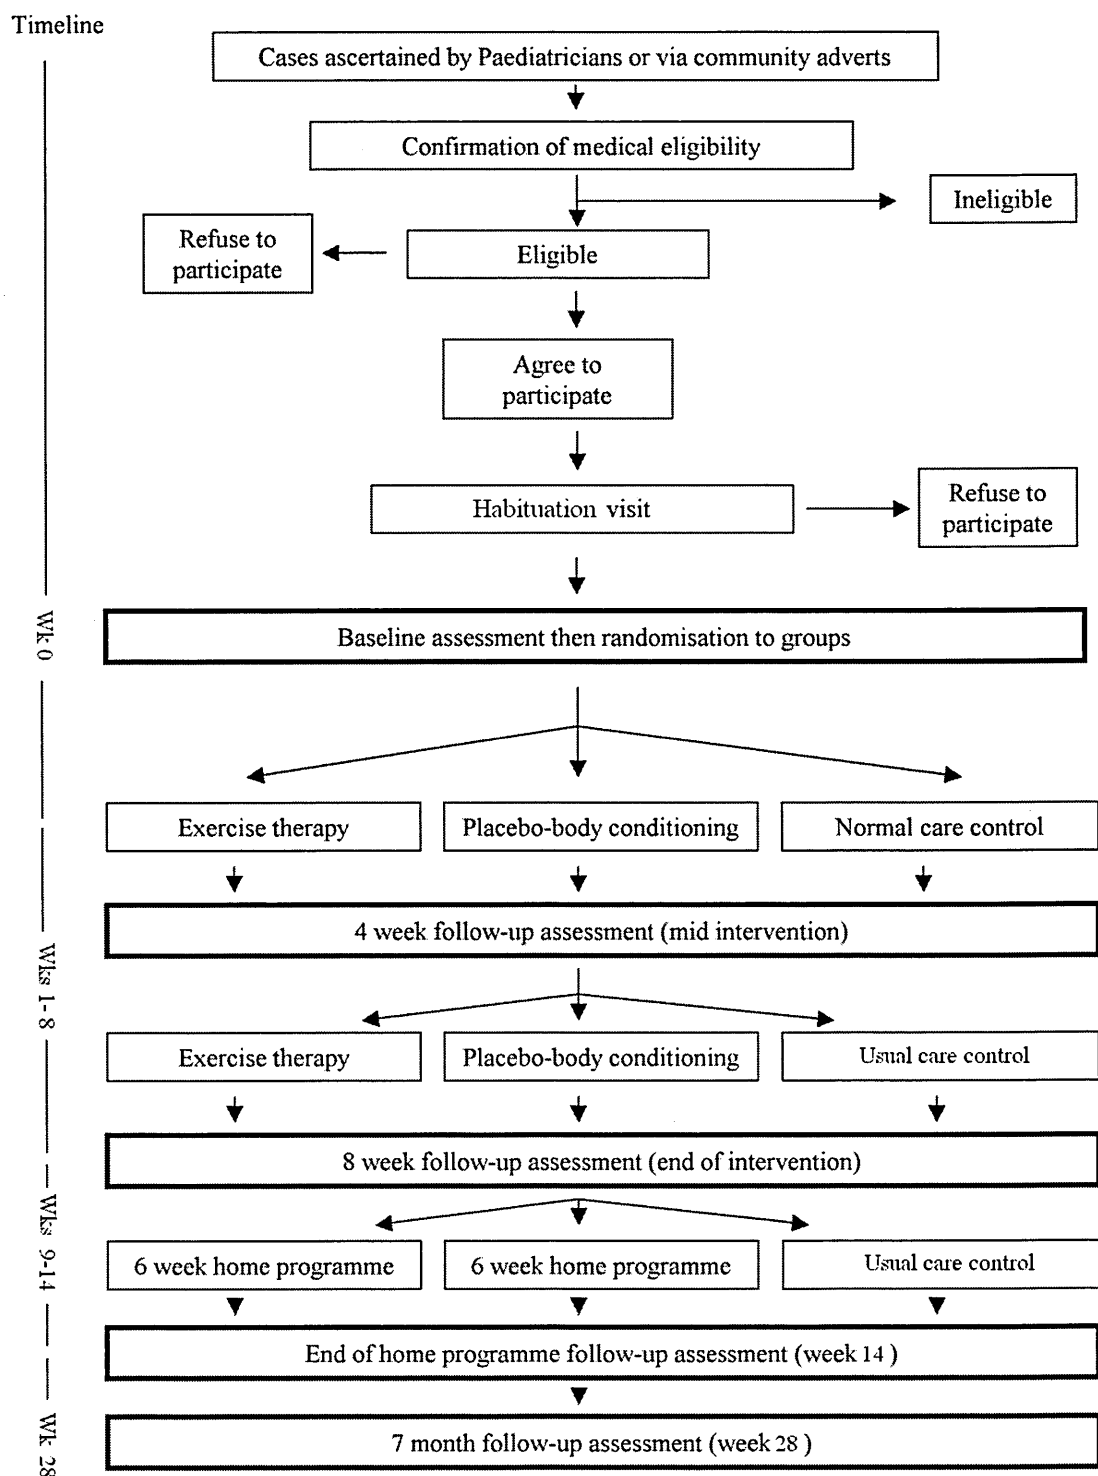 Timeline
Cases ascertained by Paediatricians or via community adverts
Confirmation of medical eligibility
Ineligible
Refuse to
participate
Eligible
Agree to
participate
Habituation visit
Refuse to
participate
Wk 0
Baseline assessment then randomisation to groups
Exercise therapy
Placebo-body conditioning
Normal care control
4 week follow-up assessment (mid intervention)
Wks 1-8
Exercise therapy
Placebo-body conditioning
Usual care control
8 week follow-up assessment (end of intervention)
Wks 9-14
6 week home programme
6 week home programme
Usual care control
End of home programme follow-up assessment (week 14 )
Wk 28
7 month follow-up assessment (week 28 )